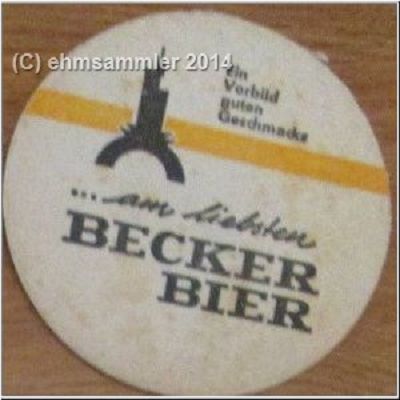 (C) ehmsammler 2014
Ein
Vorbild
guten
Geschmacks
... am liebsten
BECKER
BIER